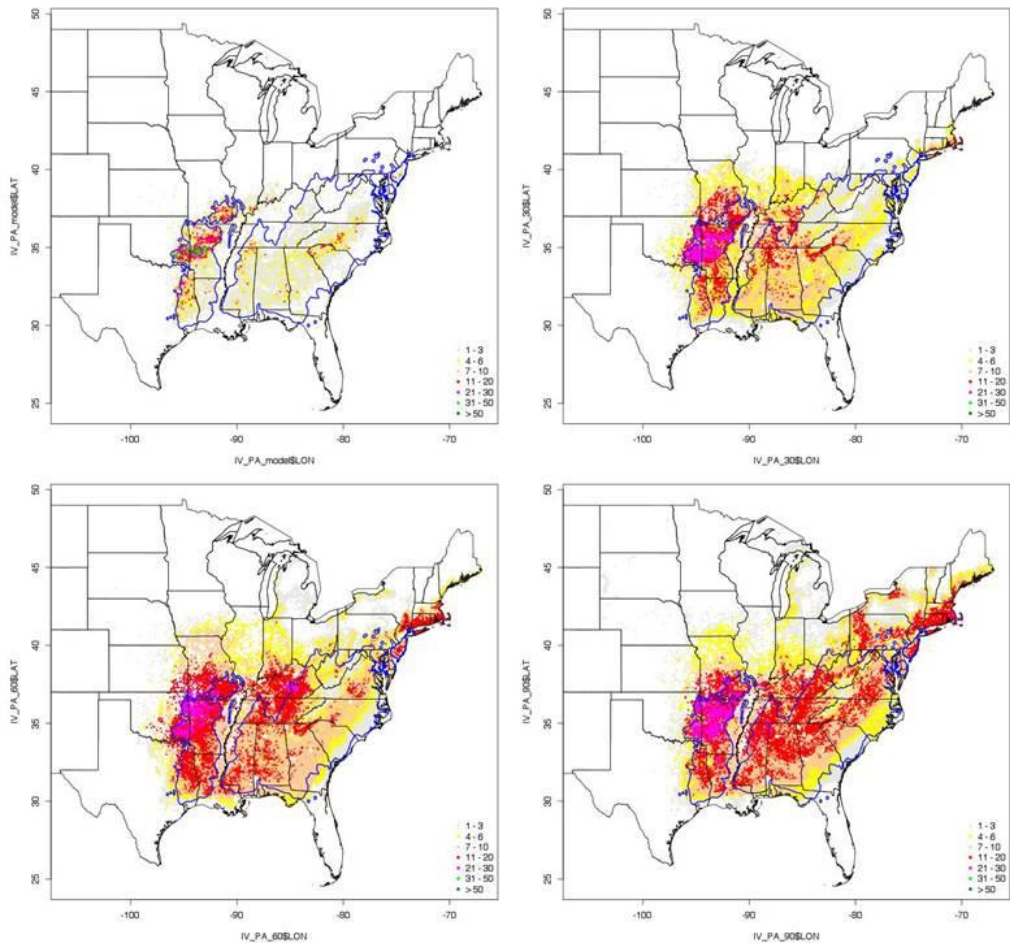 50
45
40
35
30
25
IV_PA_model$LAT
-100
-90
-80
-70
IV_PA_model$LON
1 - 3
4 - 6
7 - 10
11 - 20
21 - 30
31 - 50
> 50
50
45
40
35
30
25
IV_PA_30$LAT
-100
-90
-80
-70
IV_PA_30$LON
1 - 3
4 - 6
7 - 10
11 - 20
21 - 30
31 - 50
> 50
50
45
40
35
30
25
IV_PA_60$LAT
-100
-90
-80
-70
IV_PA_60$LON
1 - 3
4 - 6
7 - 10
11 - 20
21 - 30
31 - 50
> 50
50
45
40
35
30
25
IV_PA_90$LAT
-100
-90
-80
-70
IV_PA_90$LON
1 - 3
4 - 6
7 - 10
11 - 20
21 - 30
31 - 50
> 50